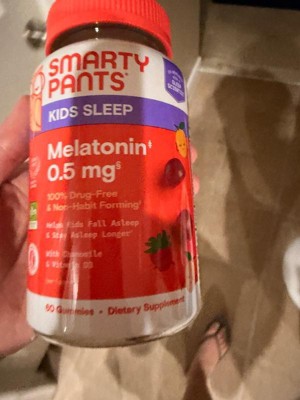 SMARTY
PANTS
KIDS SLEEP
Melatonin‡
0.5 mg§
100% Drug-Free
& Non-Habit Forming
Helps Kids Fall Asleep
& Stay Asleep Longer
With Chamomile
& Vitamin D3
60 Gummies • Dietary Supplement